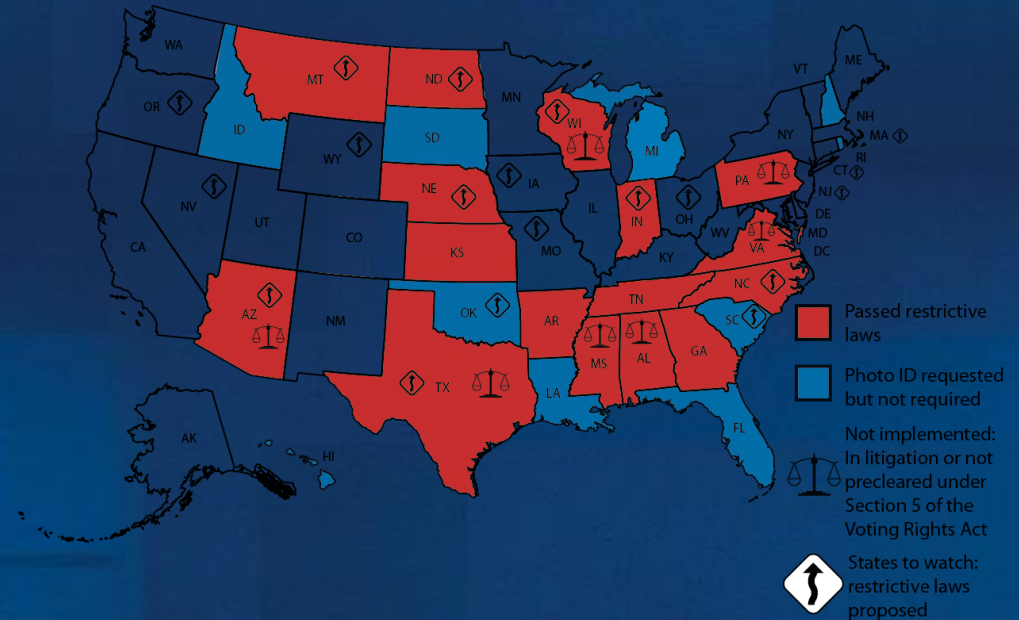 WA
MT
ND
MN
VT
ME
OR
ID
SD
WI
MI
NY
NH
MA
WY
RI
CT
NE
IA
PA
NJ
NV
UT
CO
IL
IN
OH
DE
MD
WV
VA
DC
CA
KS
MO
KY
AZ
NM
OK
AR
TN
NC
SC
TX
LA
MS
AL
GA
FL
AK
HI
Passed restrictive
laws
Photo ID requested
but not required
Not implemented:
In litigation or not
precleared under
Section 5 of the
Voting Rights Act
States to watch:
restrictive laws
proposed